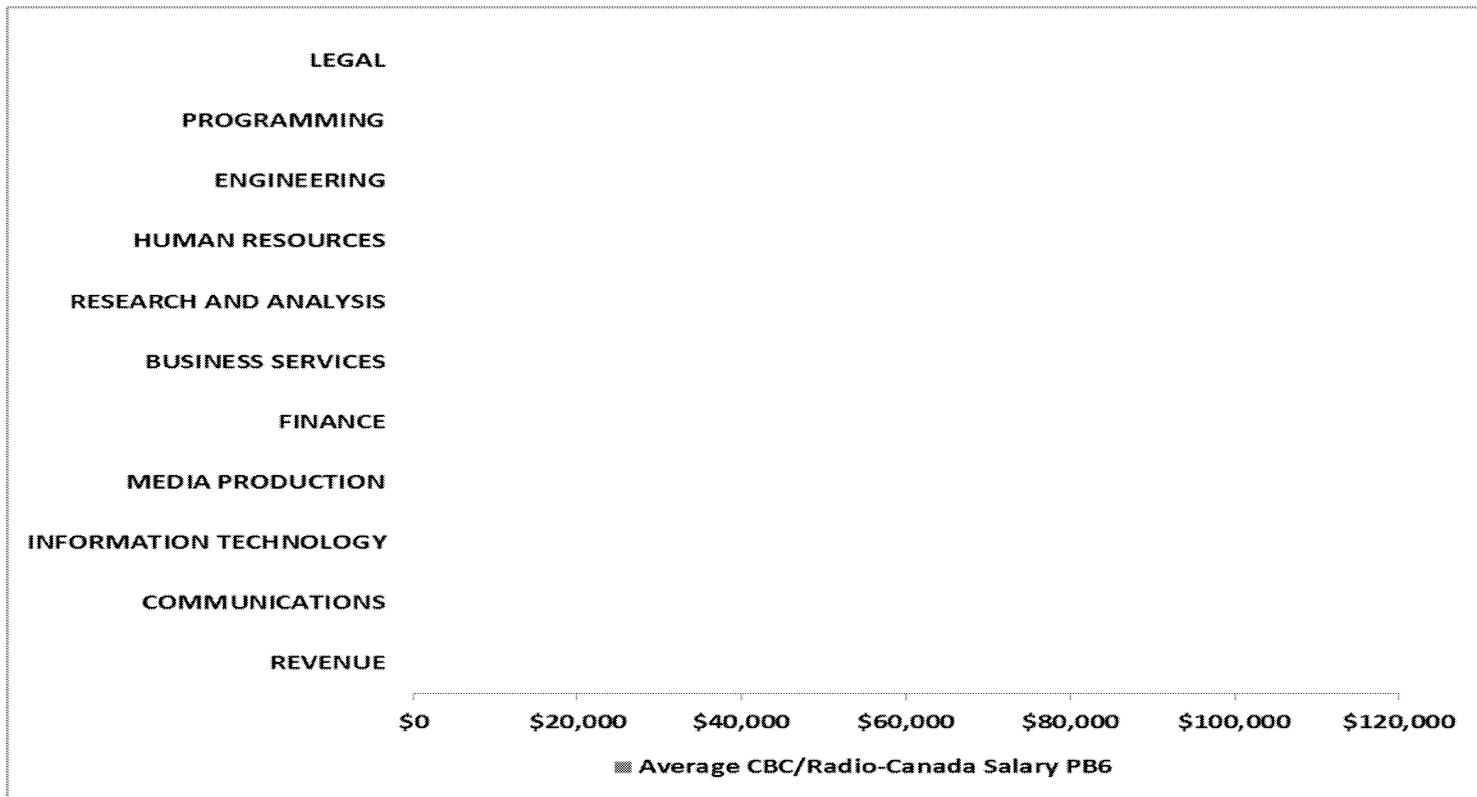 LEGAL
PROGRAMMING
ENGINEERING
HUMAN RESOURCES
RESEARCH AND ANALYSIS
BUSINESS SERVICES
FINANCE
MEDIA PRODUCTION
INFORMATION TECHNOLOGY
COMMUNICATIONS
REVENUE
$0 $20,000 $40,000 $60,000 $80,000 $100,000 $120,000
Average CBC/Radio-Canada Salary PB6